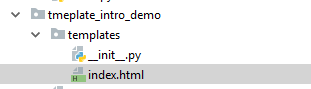 tmeplate_intro_demo
templates
__init__.py
index.html